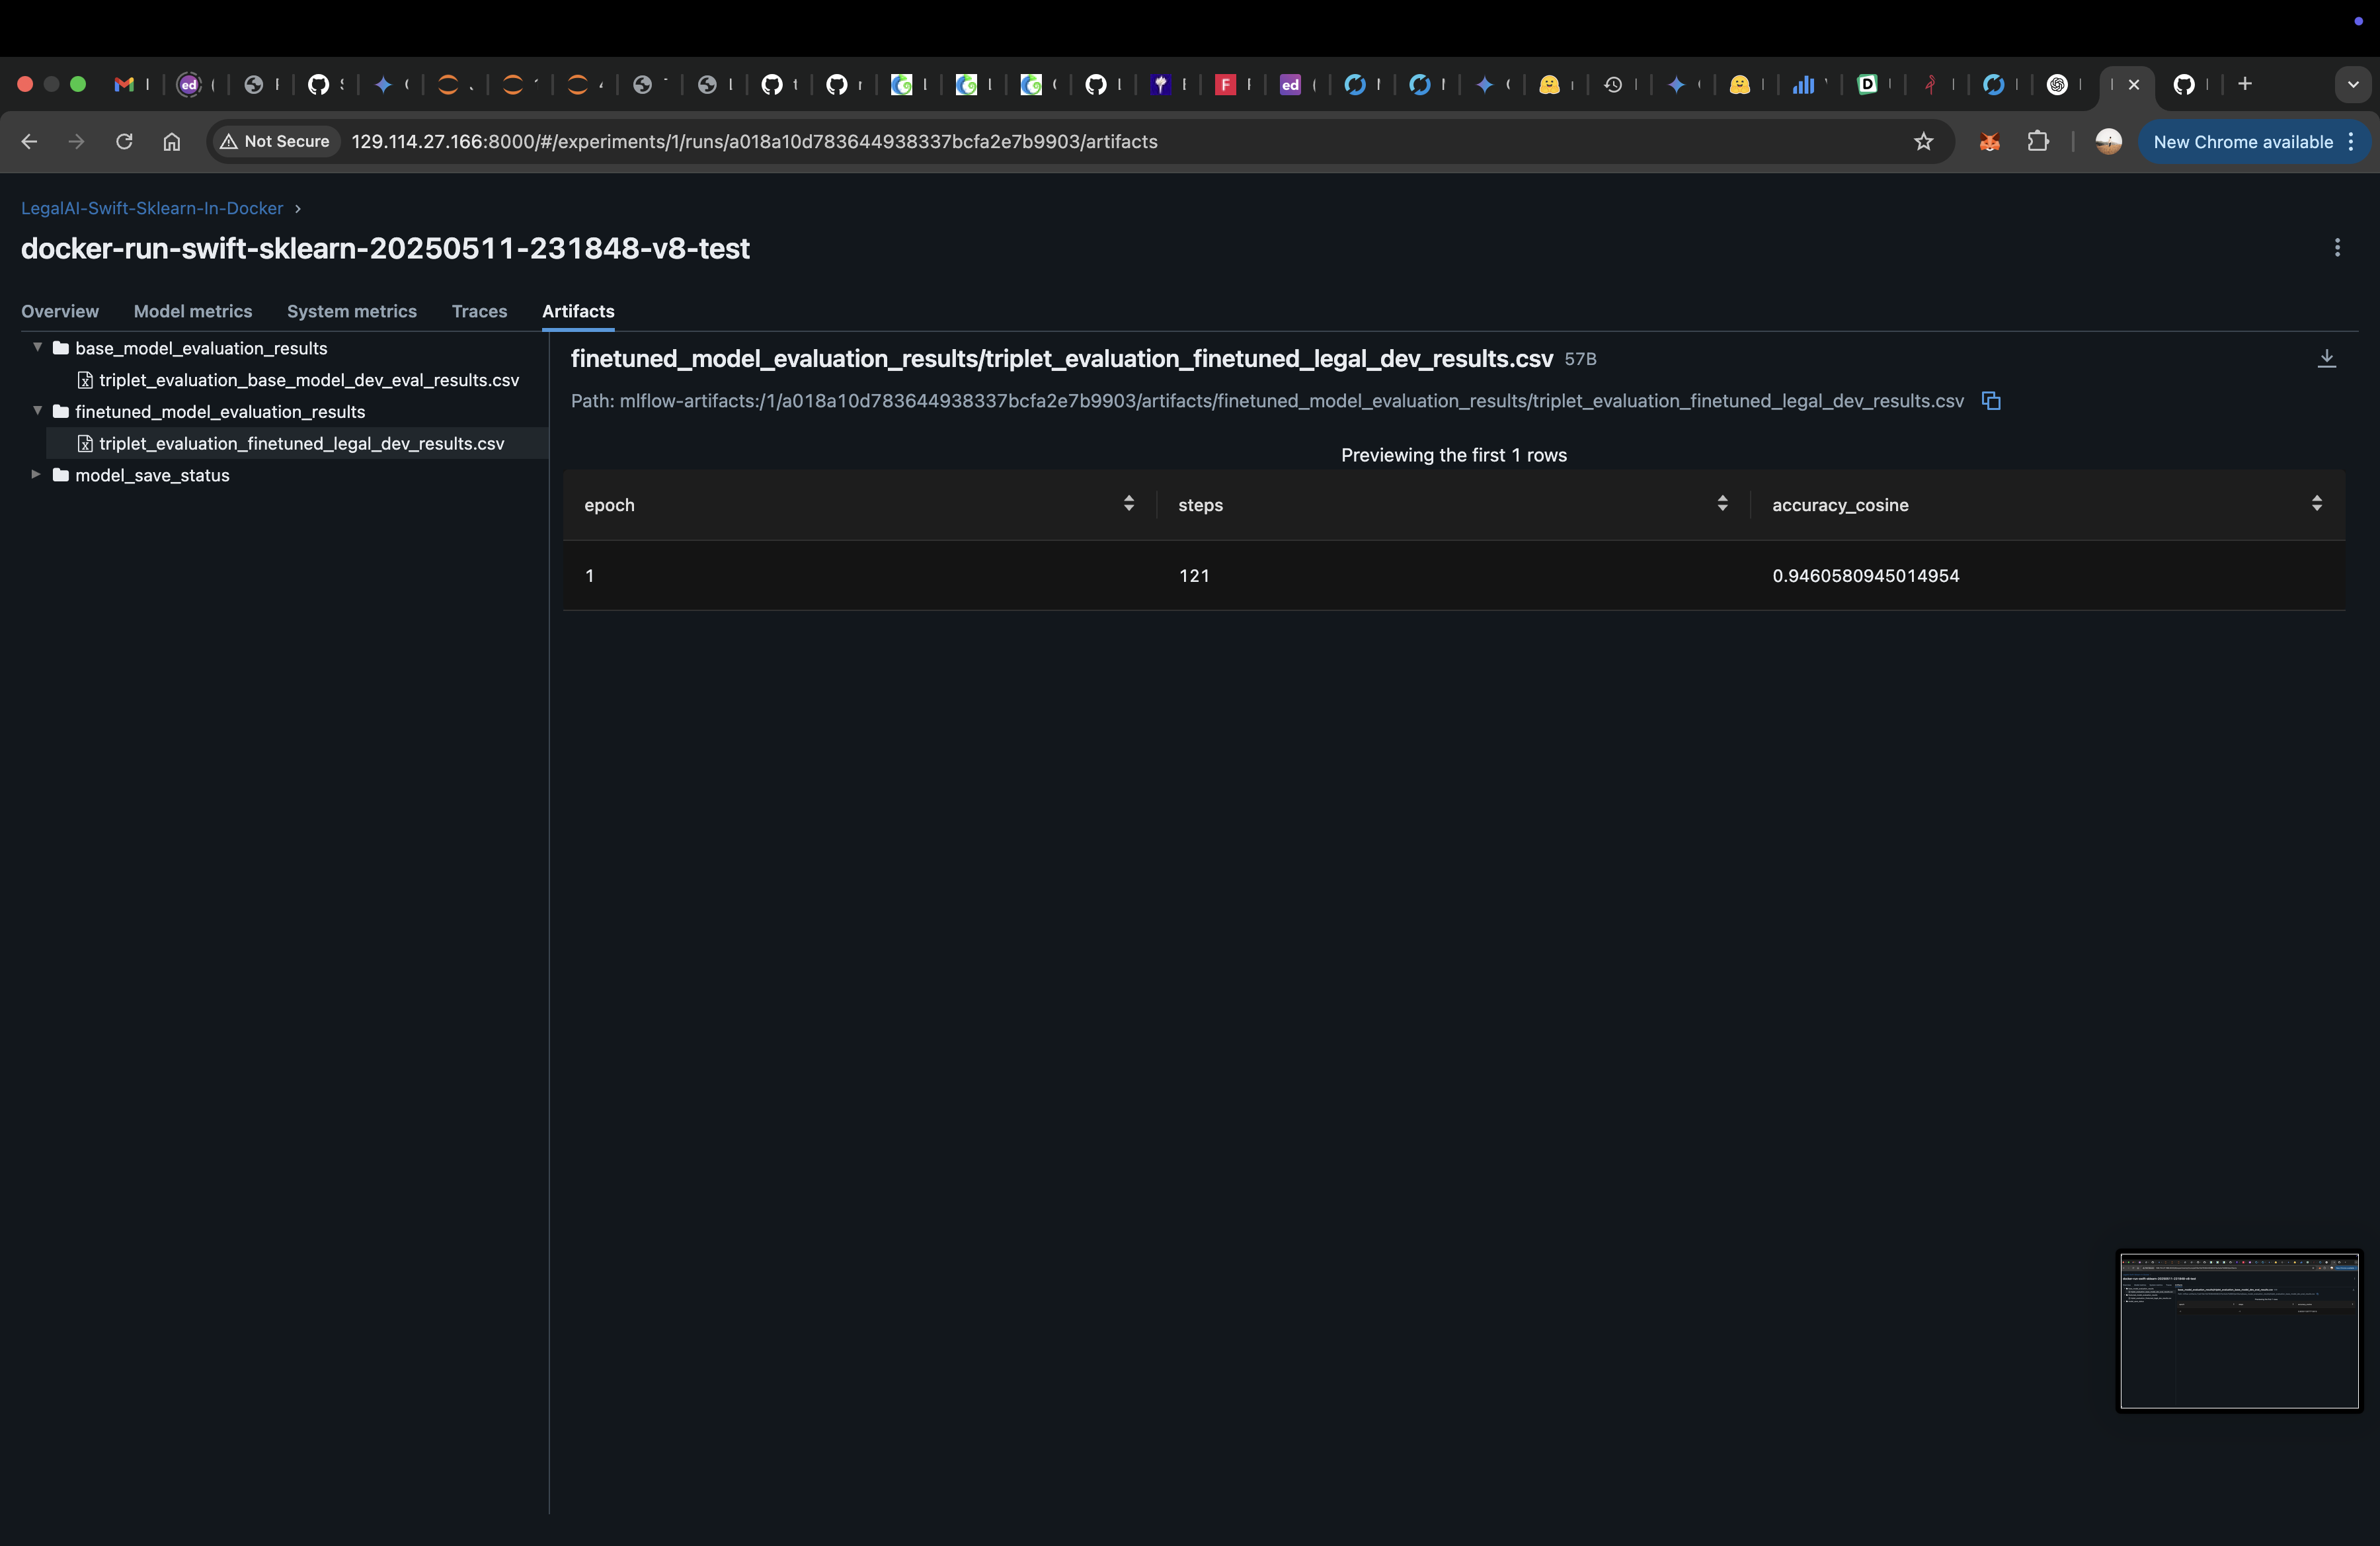 Not Secure 129.114.27.166:8000/#/experiments/1/runs/a018a10d783644938337bcfa2e7b9903/artifacts New Chrome available
LegalAI-Swift-Sklearn-In-Docker
docker-run-swift-sklearn-20250511-231848-v8-test
Overview Model metrics System metrics Traces Artifacts
base_model_evaluation_results
triplet_evaluation_base_model_dev_eval_results.csv
finetuned_model_evaluation_results
triplet_evaluation_finetuned_legal_dev_results.csv
model_save_status
finetuned_model_evaluation_results/triplet_evaluation_finetuned_legal_dev_results.csv 57B
Path: mlflow-artifacts:/1/a018a10d783644938337bcfa2e7b9903/artifacts/finetuned_model_evaluation_results/triplet_evaluation_finetuned_legal_dev_results.csv
Previewing the first 1 rows
epoch steps accuracy_cosine
1 121 0.9460580945014954